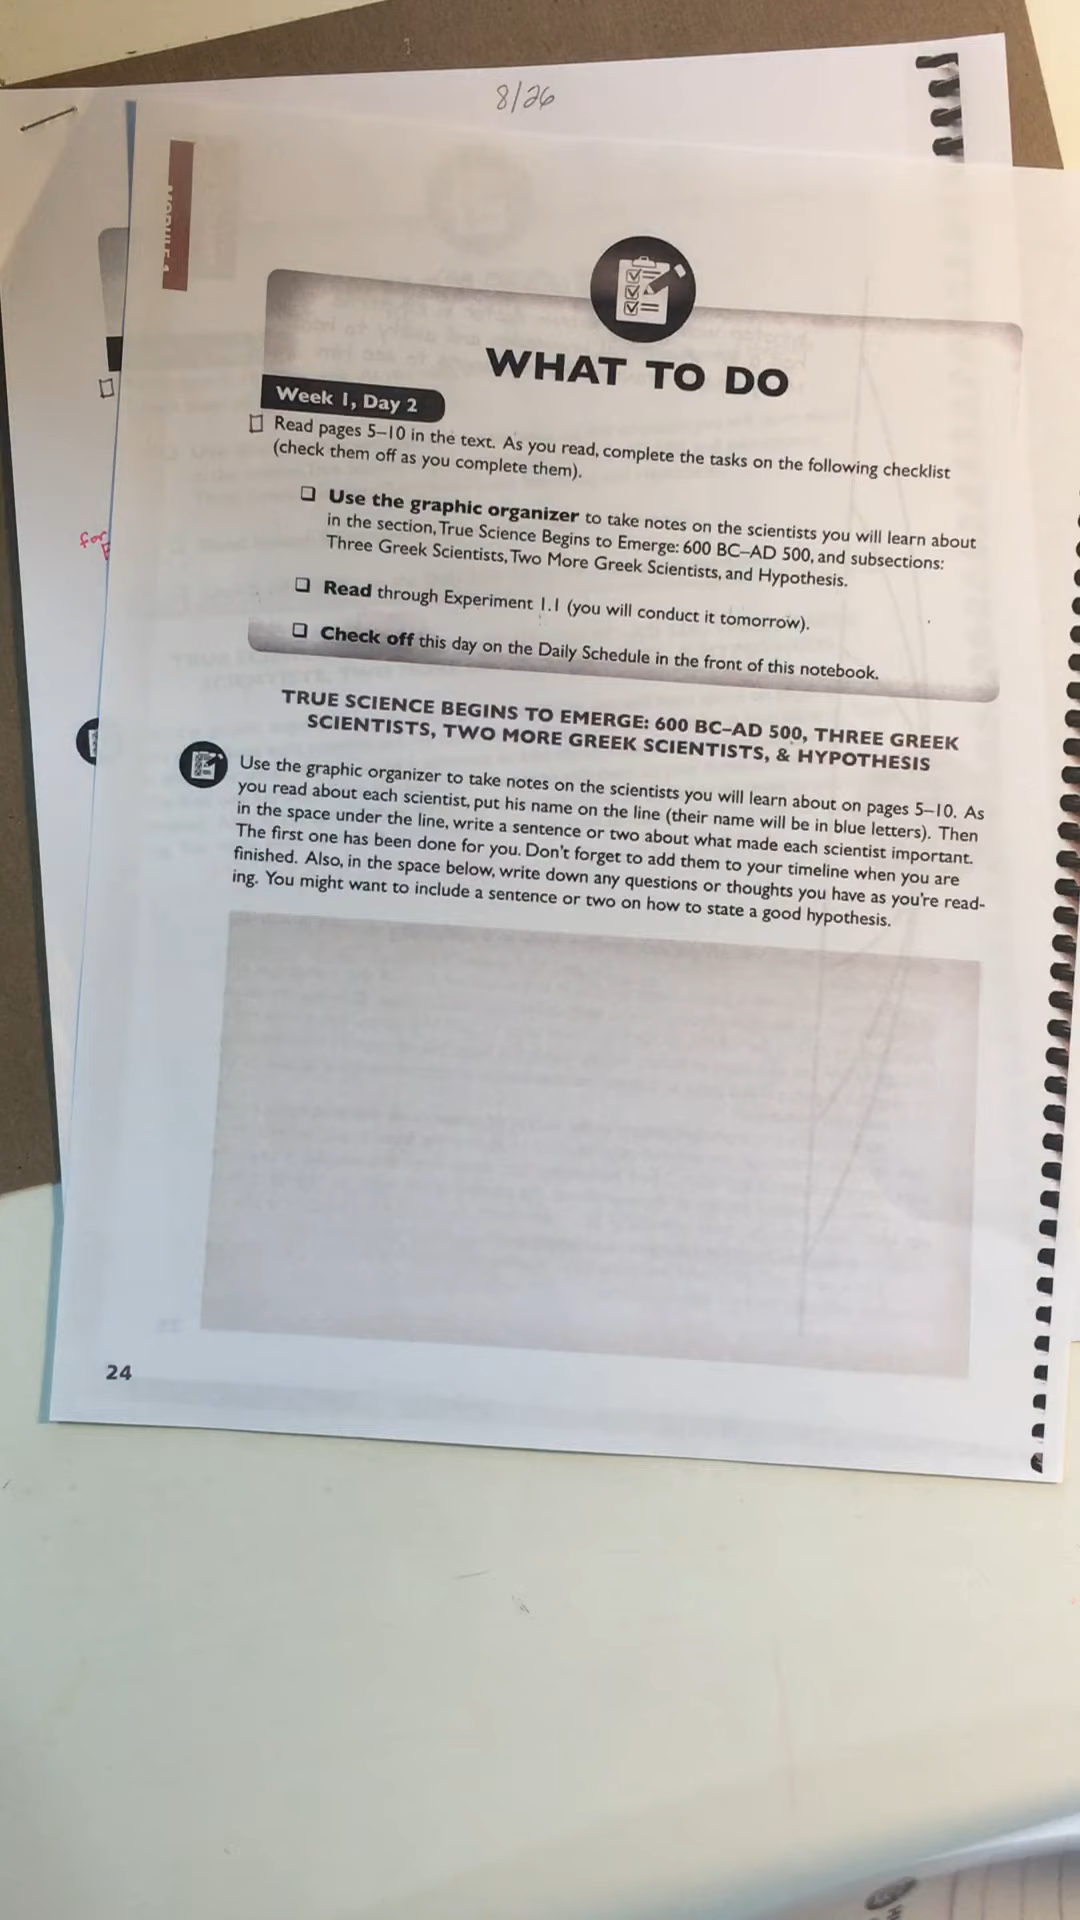 8/26
WHAT TO DO
Week 1, Day 2
Read pages 5–10 in the text. As you read, complete the tasks on the following checklist
(check them off as you complete them).
Use the graphic organizer to take notes on the scientists you will learn about
in the section, True Science Begins to Emerge: 600 BC–AD 500, and subsections:
Three Greek Scientists, Two More Greek Scientists, and Hypothesis.
Read through Experiment 1.1 (you will conduct it tomorrow).
Check off this day on the Daily Schedule in the front of this notebook.
TRUE SCIENCE BEGINS TO EMERGE: 600 BC–AD 500, THREE GREEK
SCIENTISTS, TWO MORE GREEK SCIENTISTS, & HYPOTHESIS
Use the graphic organizer to take notes on the scientists you will learn about on pages 5–10. As
you read about each scientist, put his name on the line (their name will be in blue letters). Then
in the space under the line, write a sentence or two about what made each scientist important.
The first one has been done for you. Don't forget to add them to your timeline when you are
finished. Also, in the space below, write down any questions or thoughts you have as you're read-
ing. You might want to include a sentence or two on how to state a good hypothesis.
for
24